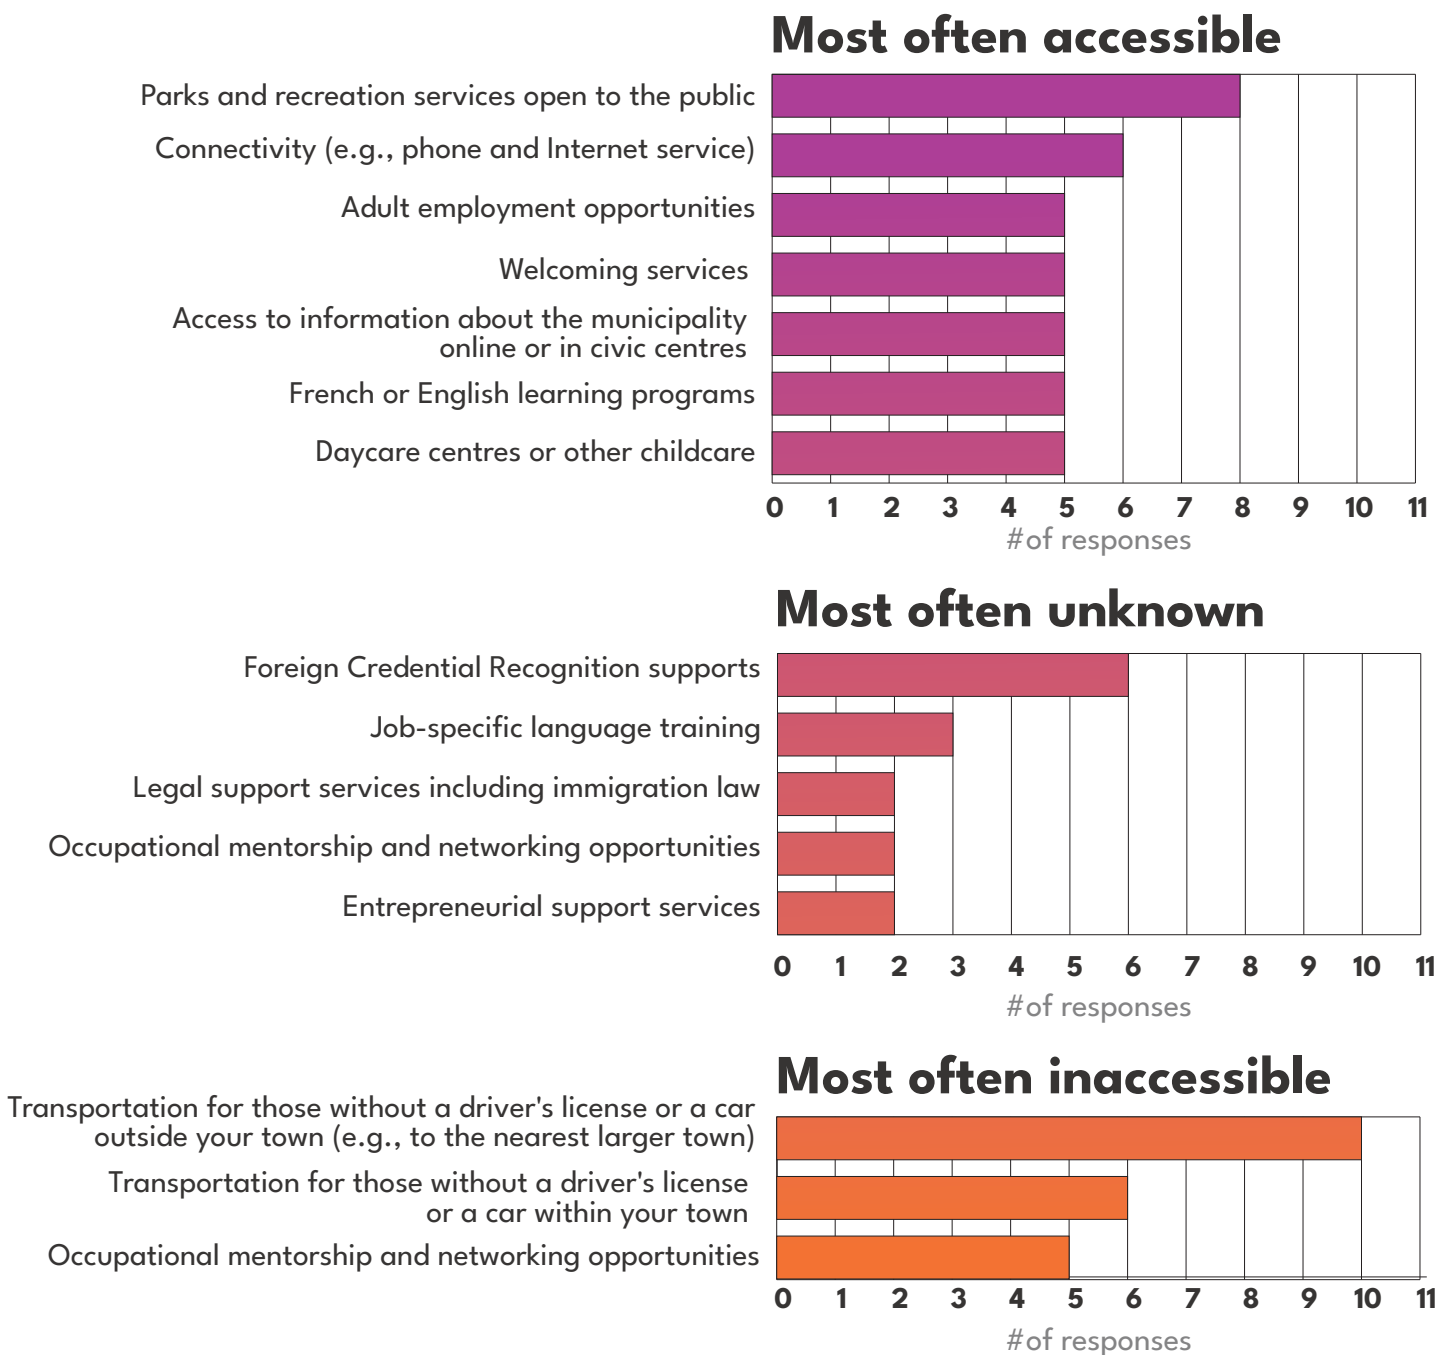 Most often accessible
Parks and recreation services open to the public
Connectivity (e.g., phone and Internet service)
Adult employment opportunities
Welcoming services
Access to information about the municipality
online or in civic centres
French or English learning programs
Daycare centres or other childcare
0 1 2 3 4 5 6 7 8 9 10 11
#of responses
Most often unknown
Foreign Credential Recognition supports
Job-specific language training
Legal support services including immigration law
Occupational mentorship and networking opportunities
Entrepreneurial support services
0 1 2 3 4 5 6 7 8 9 10 11
#of responses
Most often inaccessible
Transportation for those without a driver's license or a car
outside your town (e.g., to the nearest larger town)
Transportation for those without a driver's license
or a car within your town
Occupational mentorship and networking opportunities
0 1 2 3 4 5 6 7 8 9 10 11
#of responses